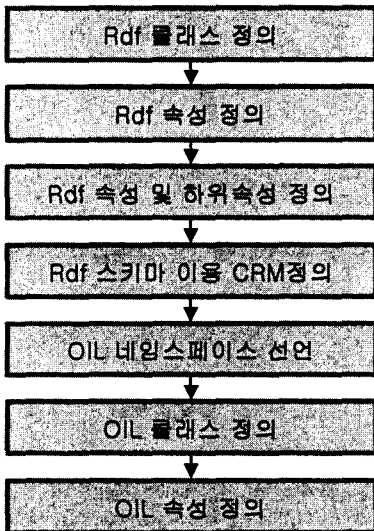 Rdf 클래스 정의
Rdf 속성 정의
Rdf 속성 및 하위속성 정의
Rdf 스키마 이용 CRM정의
OIL 네임스페이스 선언
OIL 클래스 정의
OIL 속성 정의